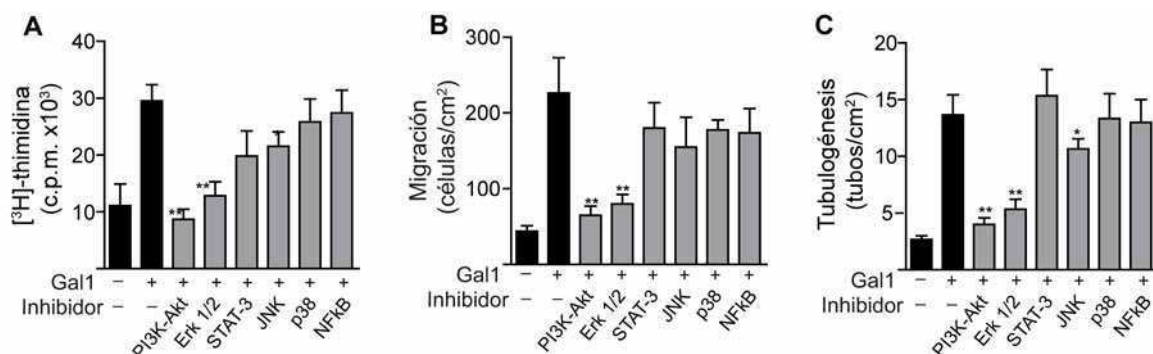 A
[³H]-thimidina
(c.p.m. x10³)
40
30
20
10
Gal1 – + + + + + + +
Inhibidor – – PI3K-Akt Erk 1/2 STAT-3 JNK p38 NFkB
** **
B
Migración
(células/cm²)
300
200
100
Gal1 – + + + + + + +
Inhibidor – – PI3K-Akt Erk 1/2 STAT-3 JNK p38 NFkB
** **
C
Tubulogénesis
(tubos/cm²)
20
15
10
5
Gal1 – + + + + + + +
Inhibidor – – PI3K-Akt Erk 1/2 STAT-3 JNK p38 NFkB
** ** *